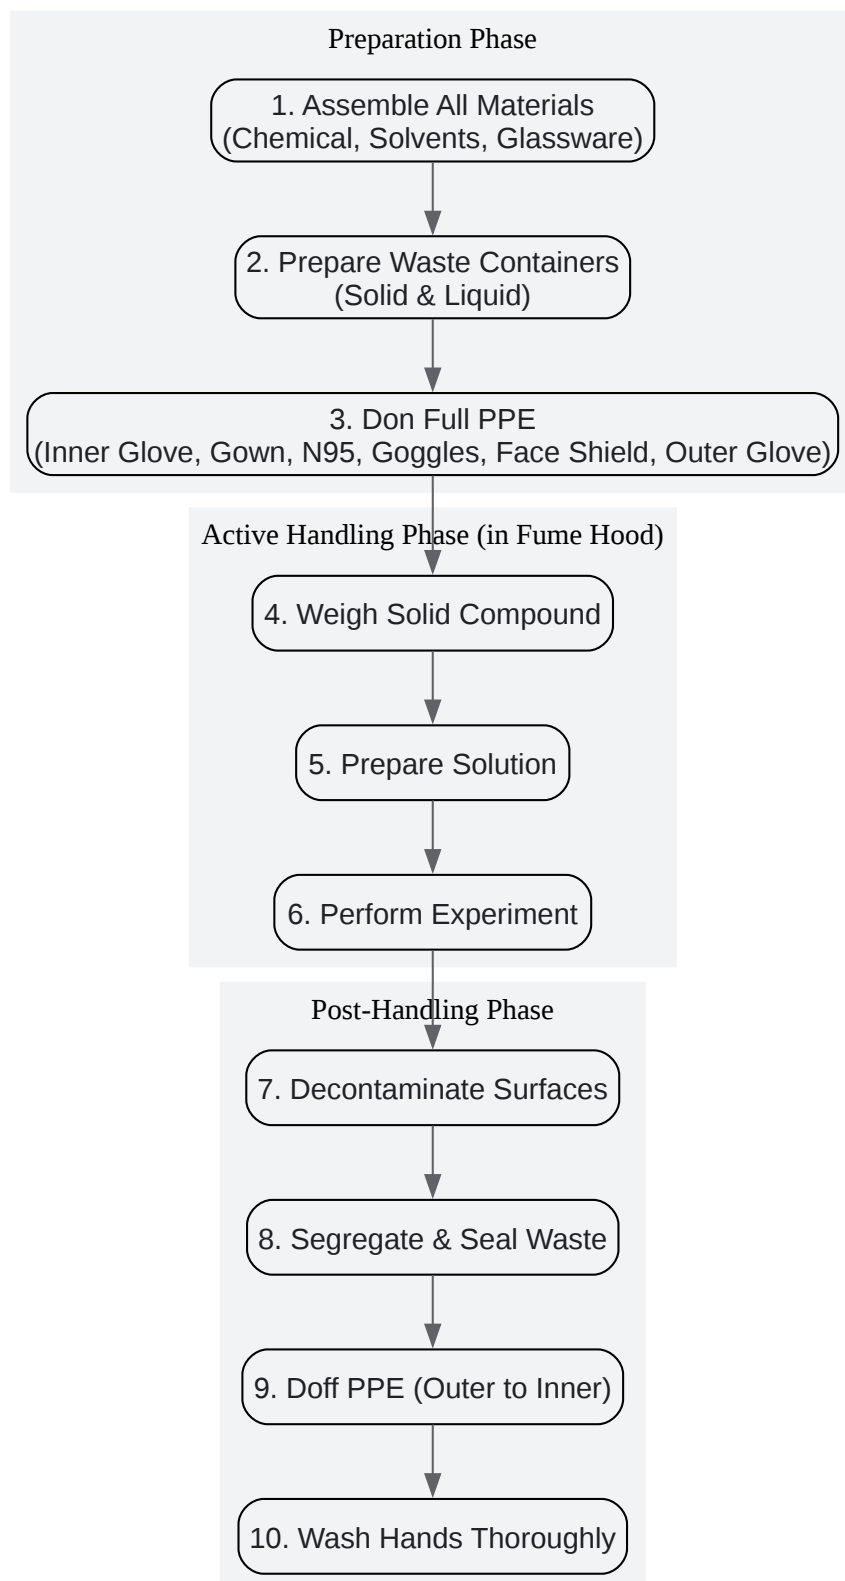 Preparation Phase
1. Assemble All Materials
(Chemical, Solvents, Glassware)
2. Prepare Waste Containers
(Solid & Liquid)
3. Don Full PPE
(Inner Glove, Gown, N95, Goggles, Face Shield, Outer Glove)
Active Handling Phase (in Fume Hood)
4. Weigh Solid Compound
5. Prepare Solution
6. Perform Experiment
Post-Handling Phase
7. Decontaminate Surfaces
8. Segregate & Seal Waste
9. Doff PPE (Outer to Inner)
10. Wash Hands Thoroughly